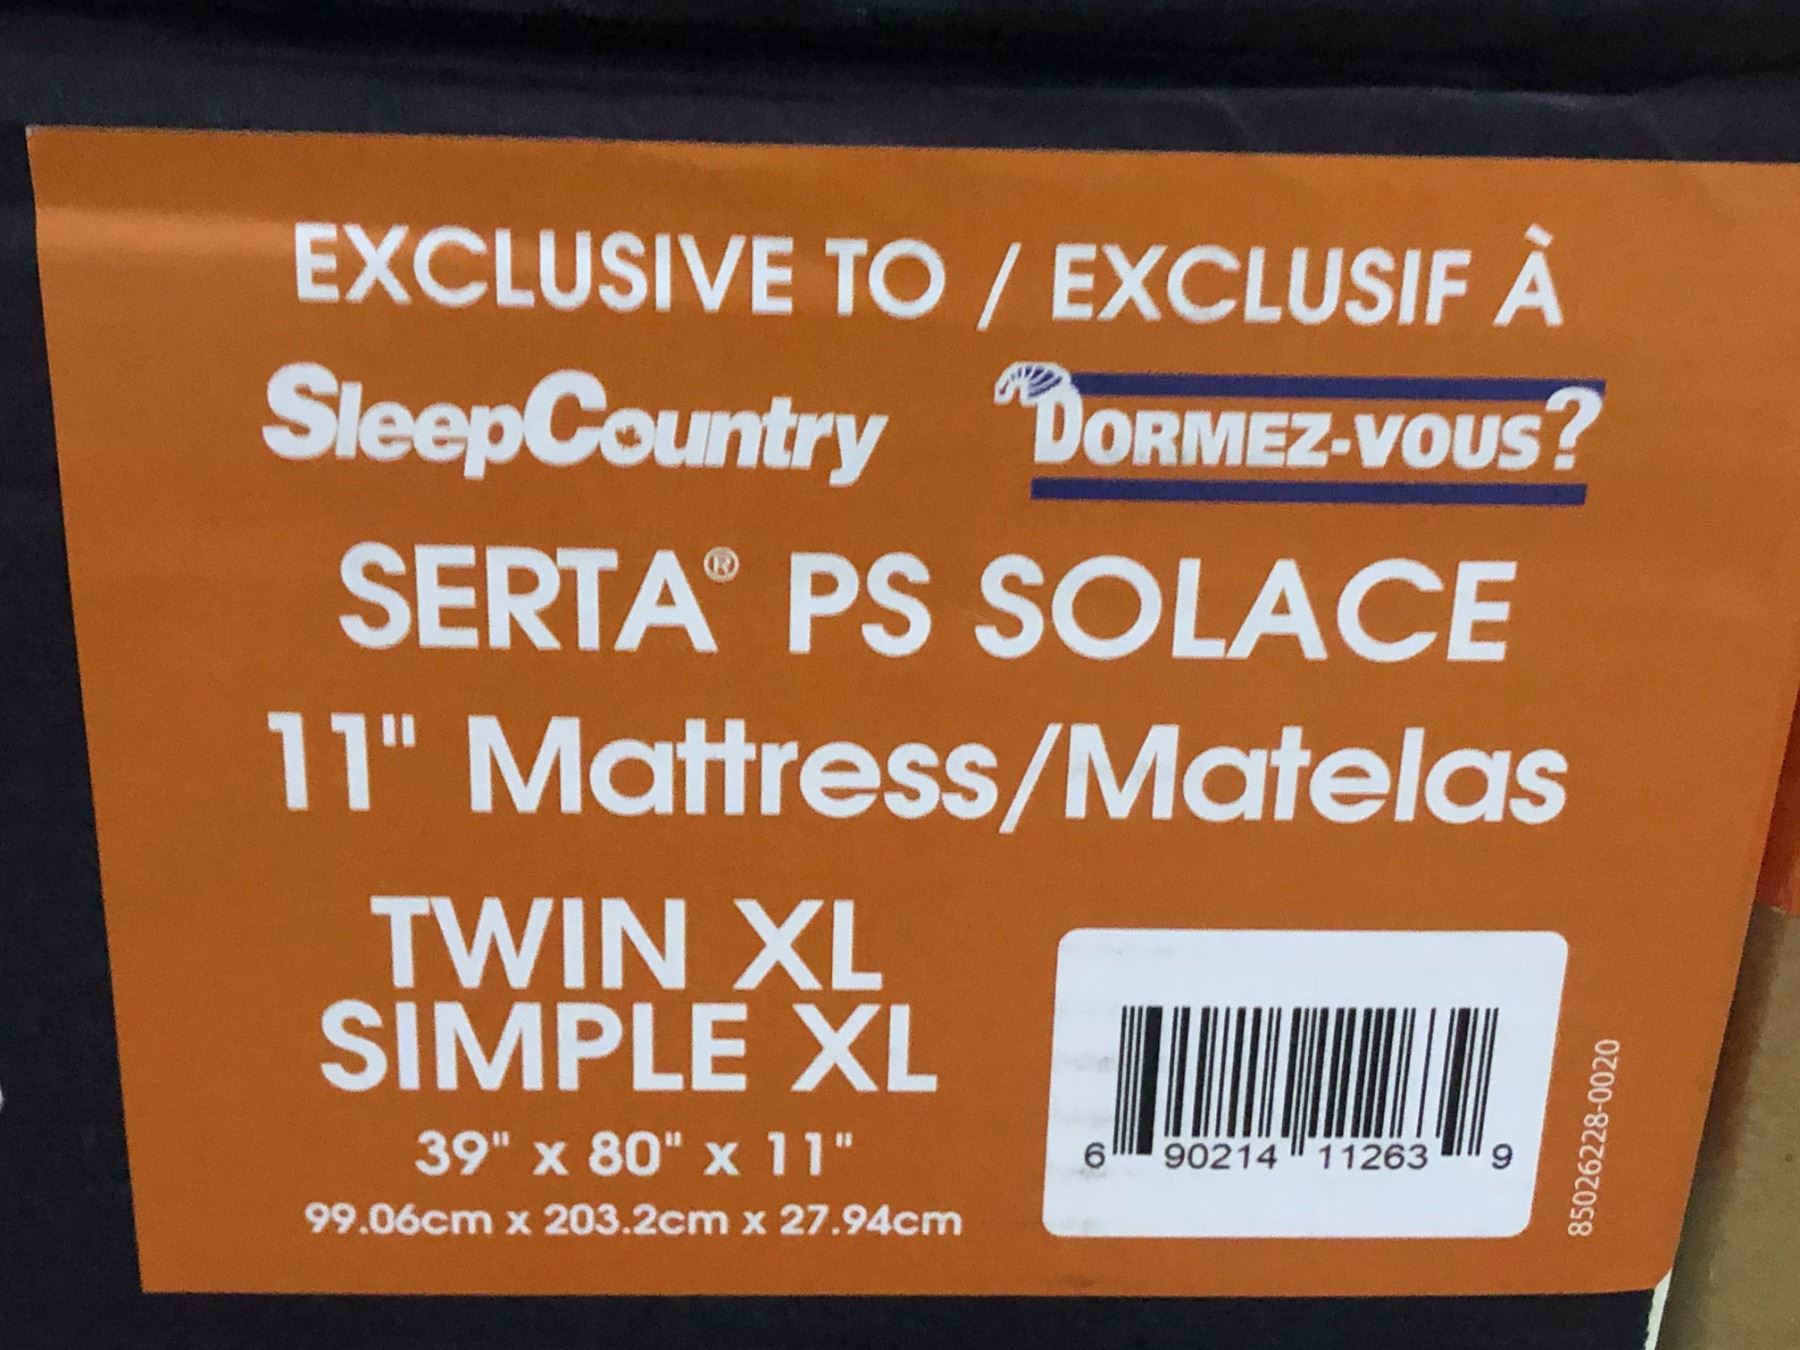 EXCLUSIVE TO / EXCLUSIF À
SleepCountry DORMEZ-VOUS?
SERTA® PS SOLACE
11" Mattress/Matelas
TWIN XL
SIMPLE XL
39" x 80" x 11"
99.06cm x 203.2cm x 27.94cm
6 90214 11263 9
85026228-0020